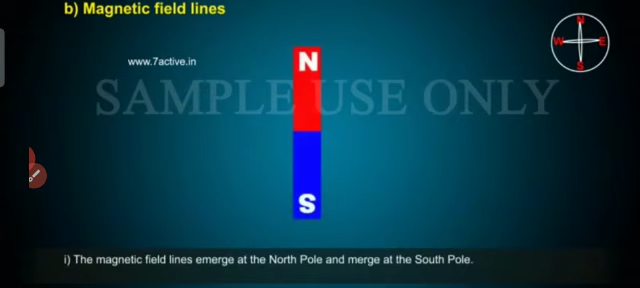 b) Magnetic field lines
N
W E
S
www.7active.in
N
SAMPLE USE ONLY
S
i) The magnetic field lines emerge at the North Pole and merge at the South Pole.